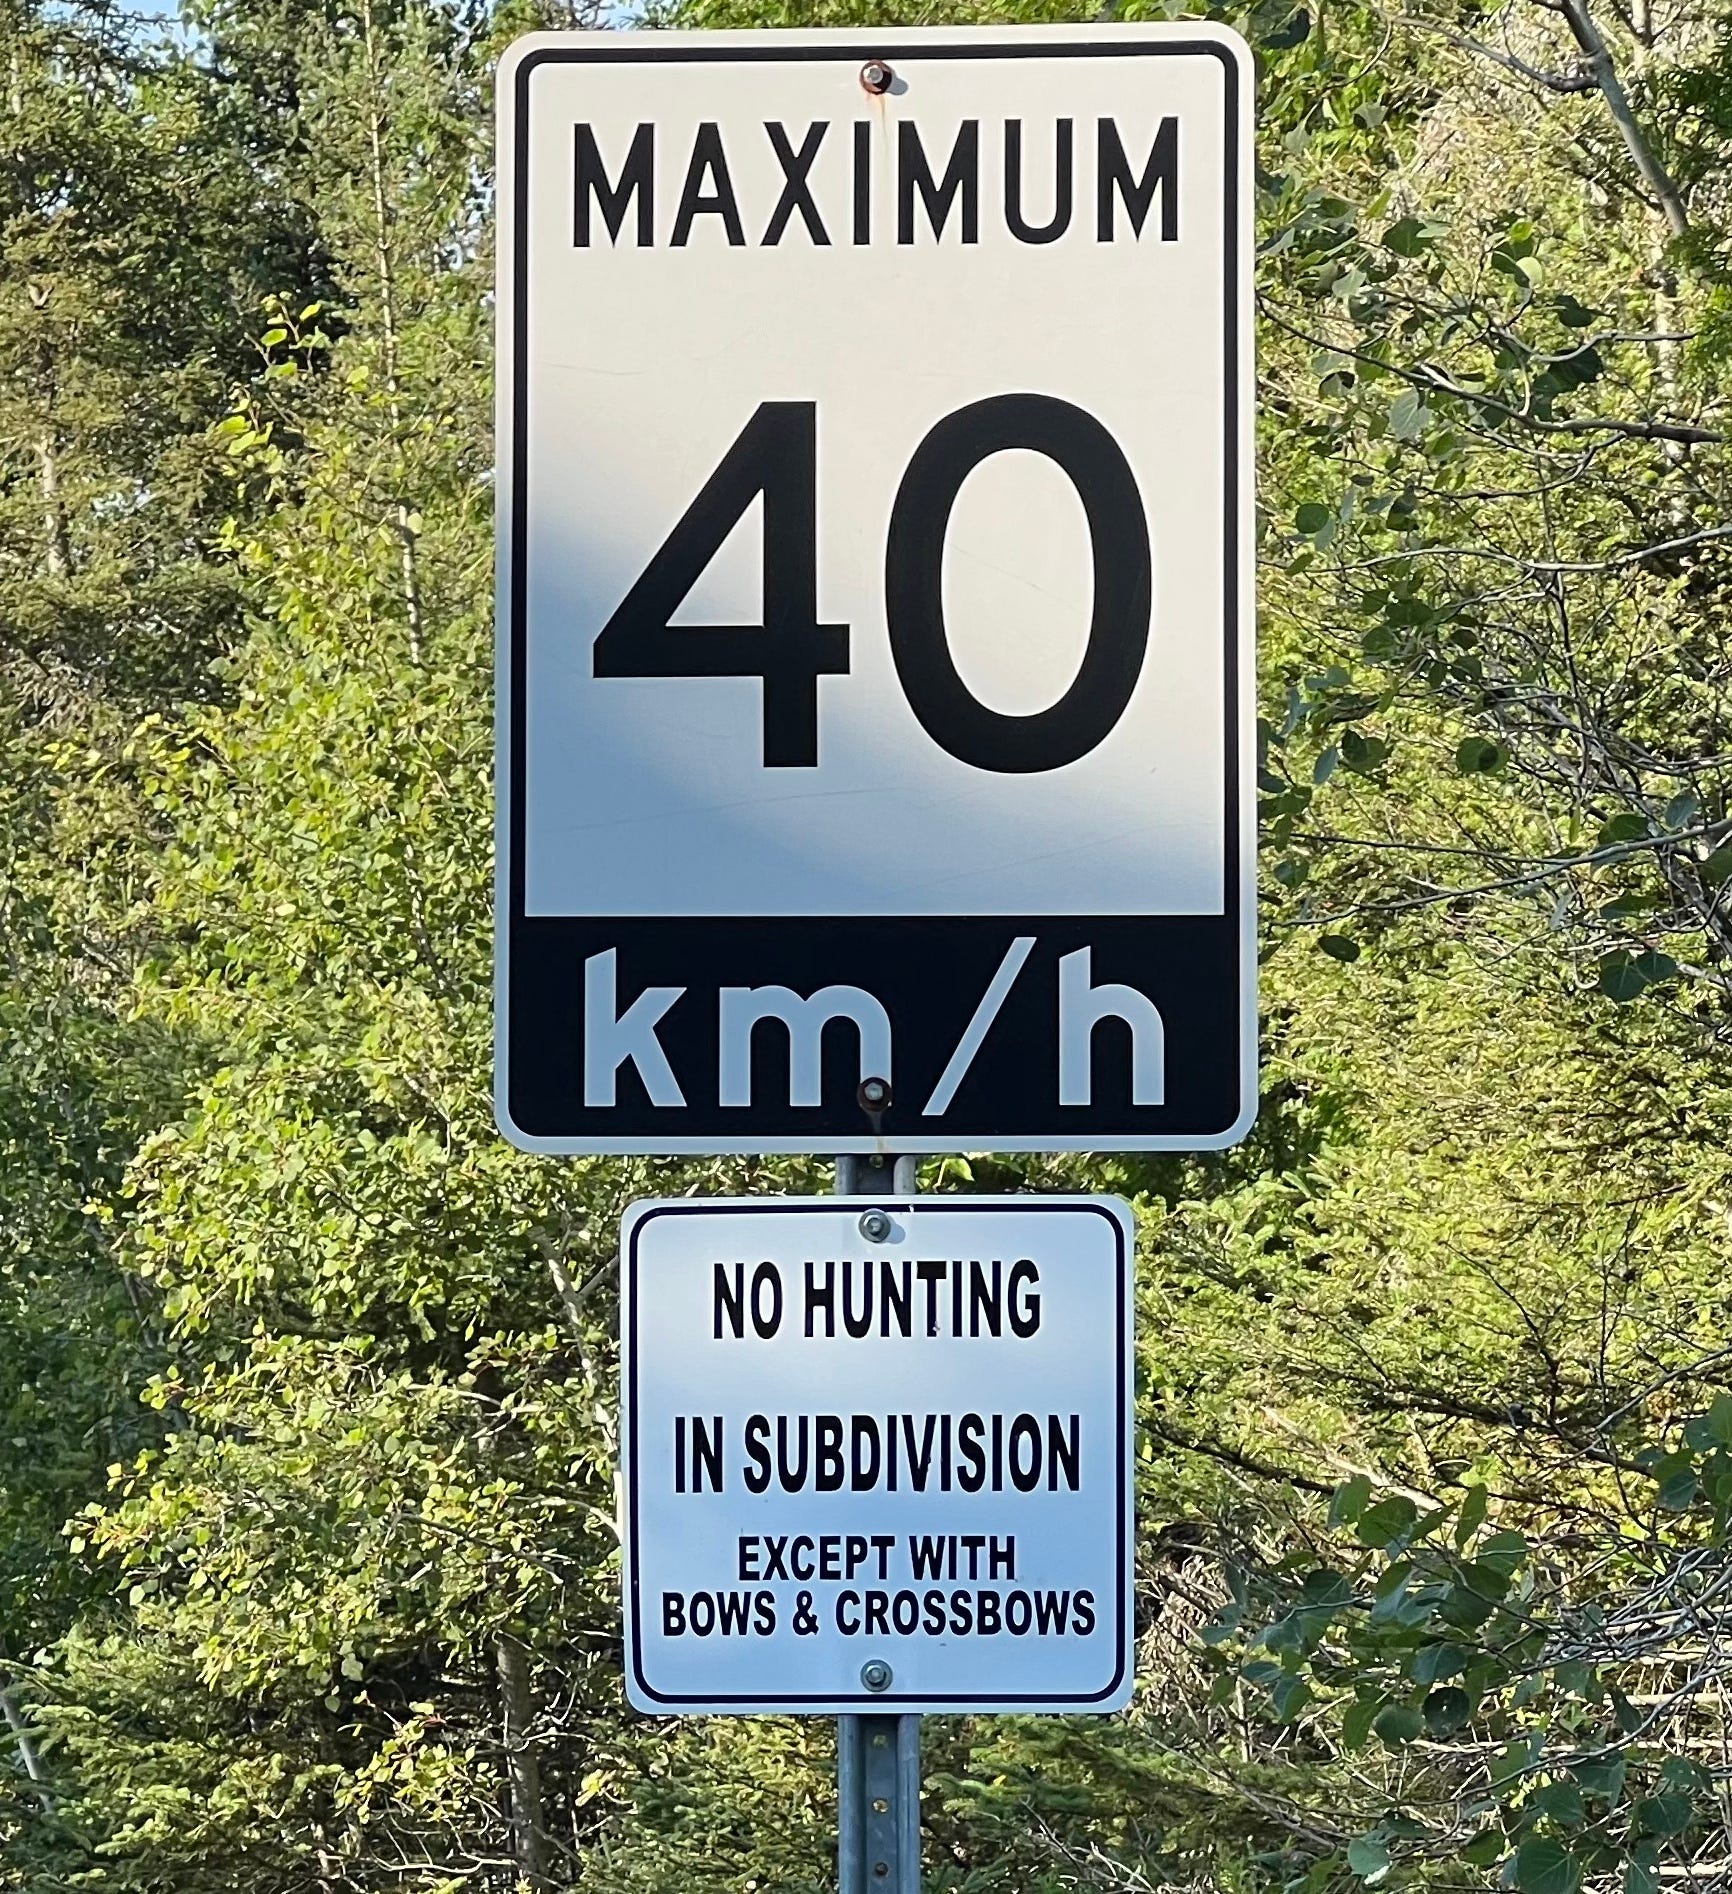 MAXIMUM
40
km/h
NO HUNTING
IN SUBDIVISION
EXCEPT WITH
BOWS & CROSSBOWS